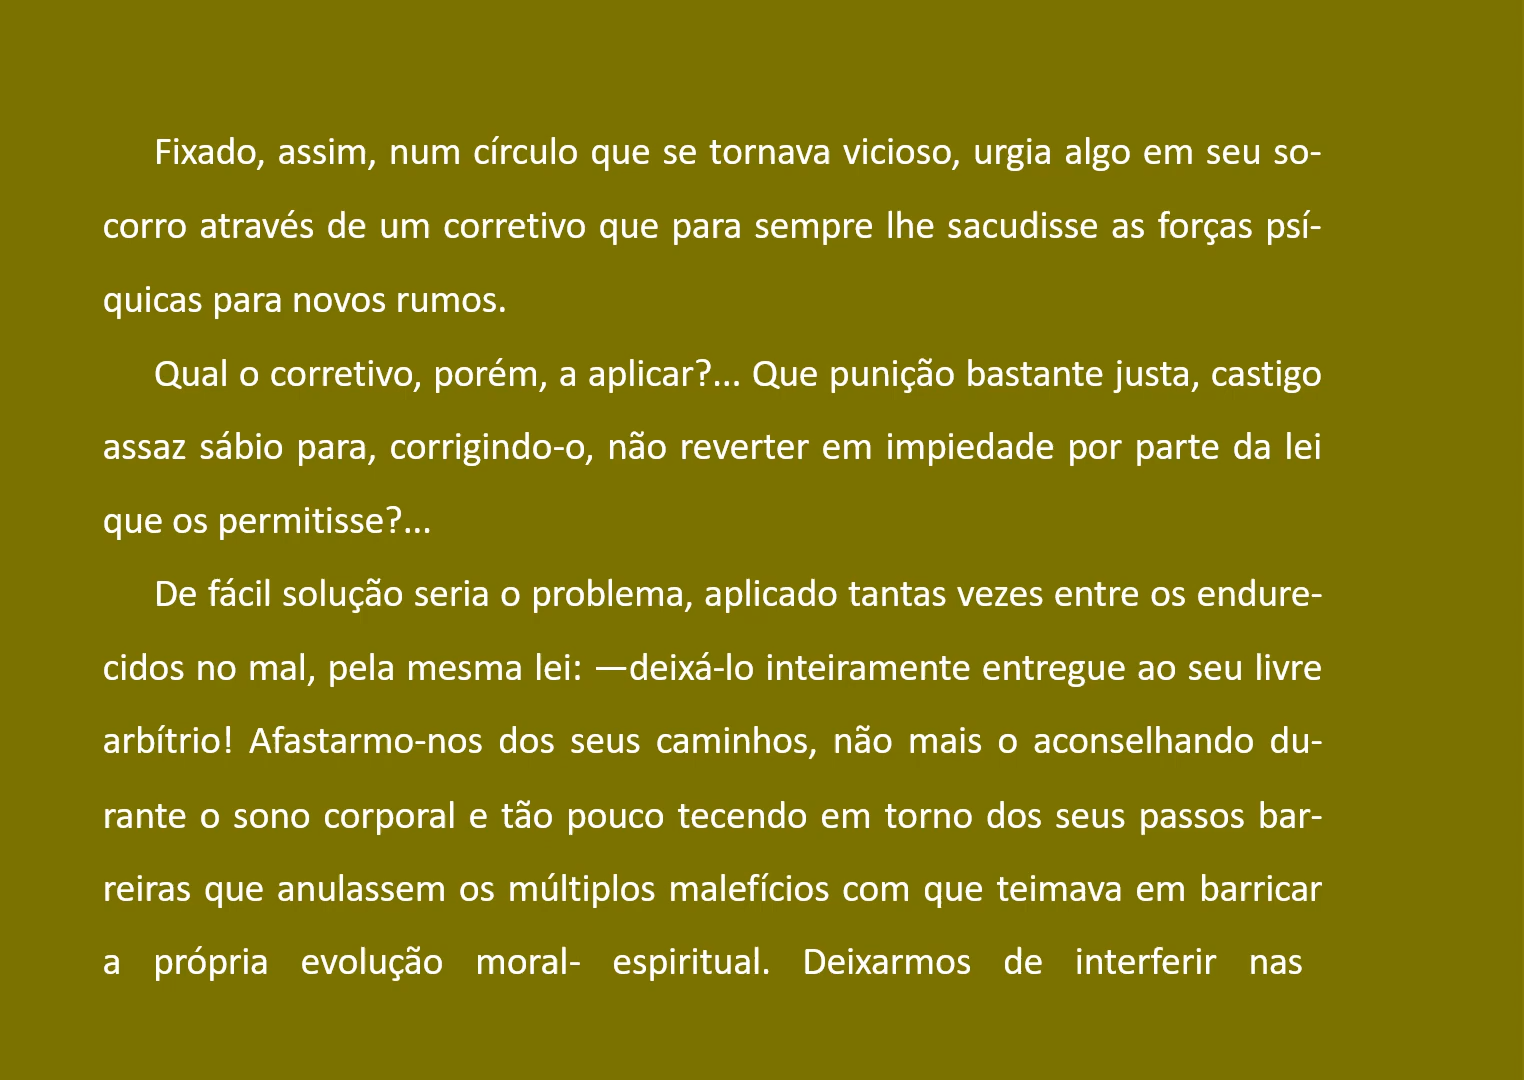 Fixado, assim, num círculo que se tornava vicioso, urgia algo em seu so-
corro através de um corretivo que para sempre lhe sacudisse as forças psí-
quicas para novos rumos.
Qual o corretivo, porém, a aplicar?... Que punição bastante justa, castigo
assaz sábio para, corrigindo-o, não reverter em impiedade por parte da lei
que os permitisse?...
De fácil solução seria o problema, aplicado tantas vezes entre os endure-
cidos no mal, pela mesma lei: —deixá-lo inteiramente entregue ao seu livre
arbítrio! Afastarmo-nos dos seus caminhos, não mais o aconselhando du-
rante o sono corporal e tão pouco tecendo em torno dos seus passos bar-
reiras que anulassem os múltiplos malefícios com que teimava em barricar
a própria evolução moral- espiritual. Deixarmos de interferir nas